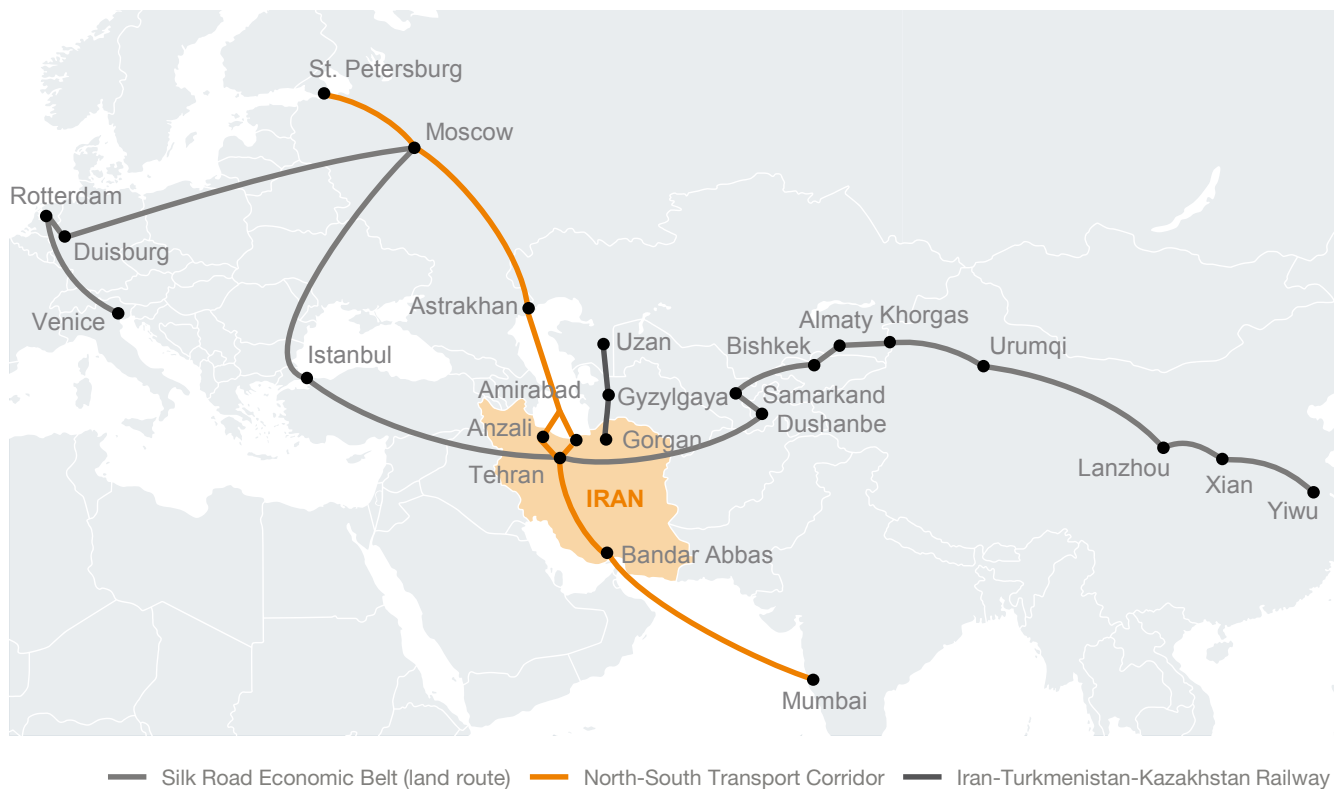 St. Petersburg
Moscow
Rotterdam
Duisburg
Venice
Astrakhan
Istanbul
Uzan
Almaty
Khorgas
Bishkek
Urumqi
Amirabad
Gyzylgaya
Samarkand
Anzali
Gorgan
Dushanbe
Tehran
Lanzhou
Xian
IRAN
Yiwu
Bandar Abbas
Mumbai
Silk Road Economic Belt (land route)
North-South Transport Corridor
Iran-Turkmenistan-Kazakhstan Railway